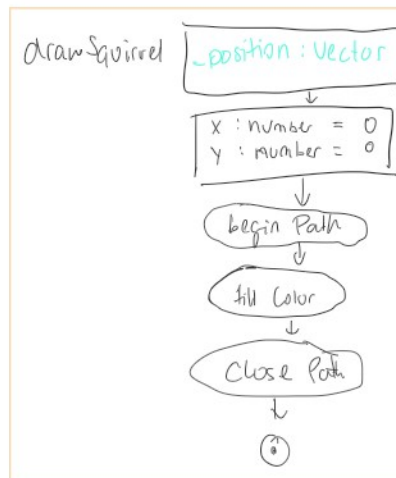 drawSquirrel _position : Vector
X : number = 0
Y : number = 0
begin Path
fill Color
Close Path